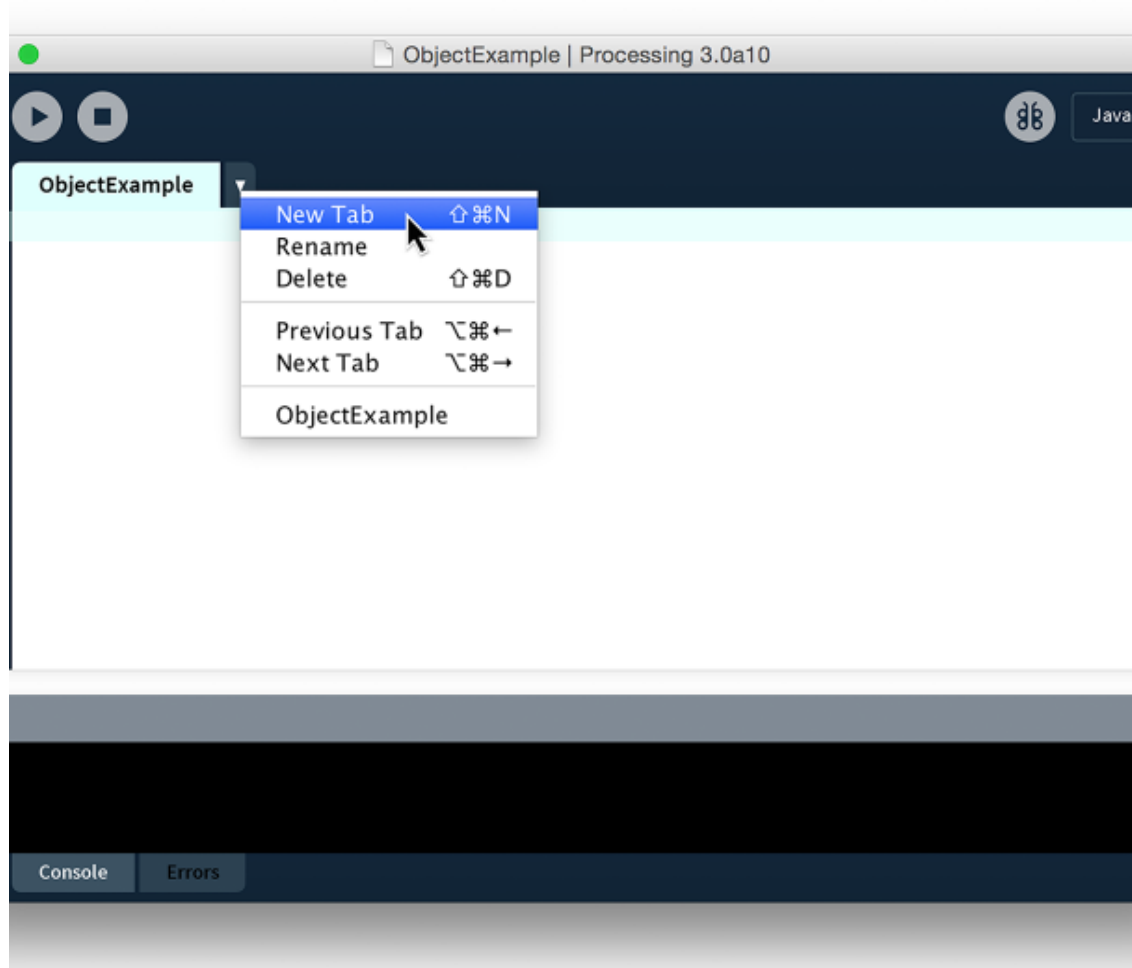 ObjectExample | Processing 3.0a10
Java
ObjectExample
New Tab ⇧⌘N
Rename
Delete ⇧⌘D
Previous Tab ⌥⌘←
Next Tab ⌥⌘→
ObjectExample
Console Errors